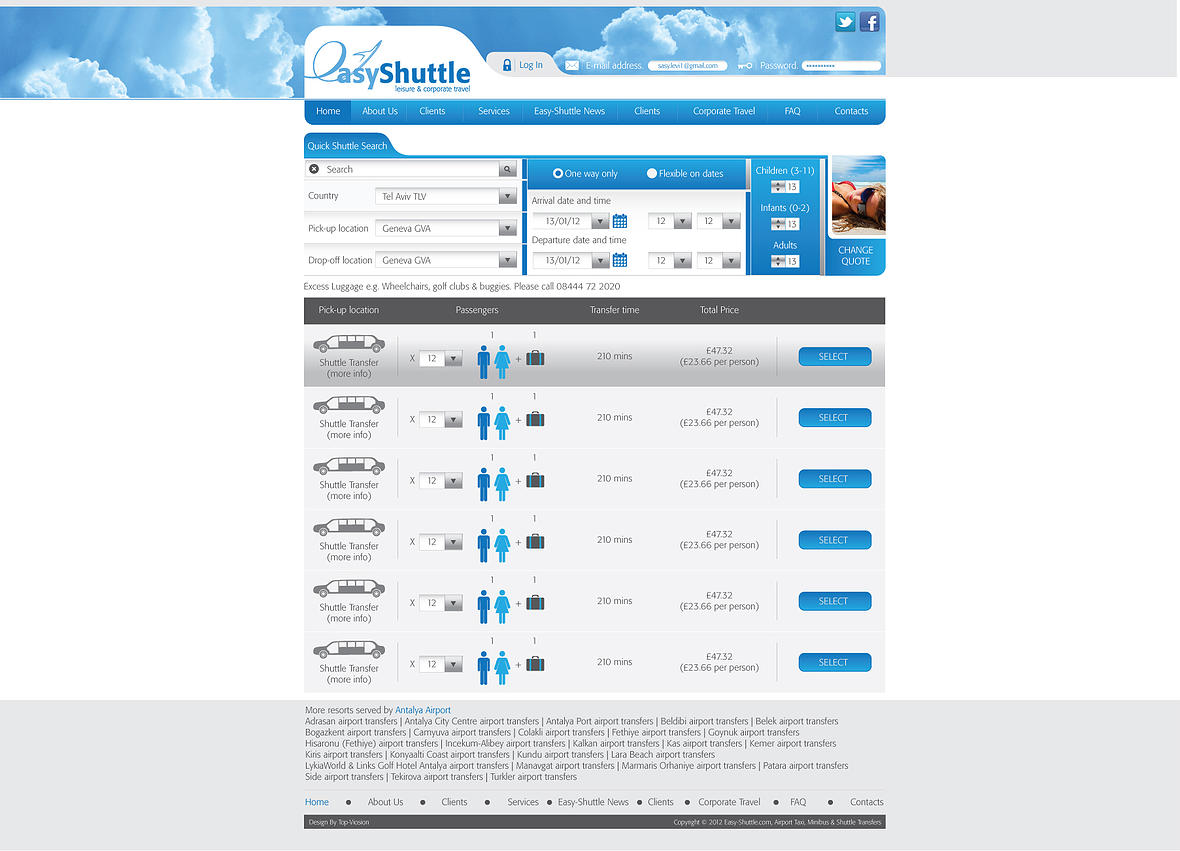 EasyShuttle
leisure & corporate travel
Log In
E-mail address.
sasy.levi1@gmail.com
Password.
Home About Us Clients Services Easy-Shuttle News Clients Corporate Travel FAQ Contacts
Quick Shuttle Search
Search
Country Tel Aviv TLV
Pick-up location Geneva GVA
Drop-off location Geneva GVA
One way only Flexible on dates
Arrival date and time
13/01/12 12 12
Departure date and time
13/01/12 12 12
Children (3-11)
13
Infants (0-2)
13
Adults
13
CHANGE
QUOTE
Excess Luggage e.g. Wheelchairs, golf clubs & buggies. Please call 08444 72 2020
Pick-up location Passengers Transfer time Total Price
1 1
Shuttle Transfer
(more info)
X 12 + 210 mins
£47.32
(£23.66 per person)
SELECT
1 1
Shuttle Transfer
(more info)
X 12 + 210 mins
£47.32
(£23.66 per person)
SELECT
1 1
Shuttle Transfer
(more info)
X 12 + 210 mins
£47.32
(£23.66 per person)
SELECT
1 1
Shuttle Transfer
(more info)
X 12 + 210 mins
£47.32
(£23.66 per person)
SELECT
1 1
Shuttle Transfer
(more info)
X 12 + 210 mins
£47.32
(£23.66 per person)
SELECT
1 1
Shuttle Transfer
(more info)
X 12 + 210 mins
£47.32
(£23.66 per person)
SELECT
More resorts served by Antalya Airport
Adrasan airport transfers | Antalya City Centre airport transfers | Antalya Port airport transfers | Beldibi airport transfers | Belek airport transfers
Bogazkent airport transfers | Camyuva airport transfers | Colakli airport transfers | Fethiye airport transfers | Goynuk airport transfers
Hisaronu (Fethiye) airport transfers | Incekum-Alibey airport transfers | Kalkan airport transfers | Kas airport transfers | Kemer airport transfers
Kiris airport transfers | Konyaalti Coast airport transfers | Kundu airport transfers | Lara Beach airport transfers
LykiaWorld & Links Golf Hotel Antalya airport transfers | Manavgat airport transfers | Marmaris Orhaniye airport transfers | Patara airport transfers
Side airport transfers | Tekirova airport transfers | Turkler airport transfers
Home • About Us • Clients • Services • Easy-Shuttle News • Clients • Corporate Travel • FAQ • Contacts
Design By Top-Vision
Copyright © 2012 Easy-Shuttle.com, Airport Taxi, Minibus & Shuttle Transfers